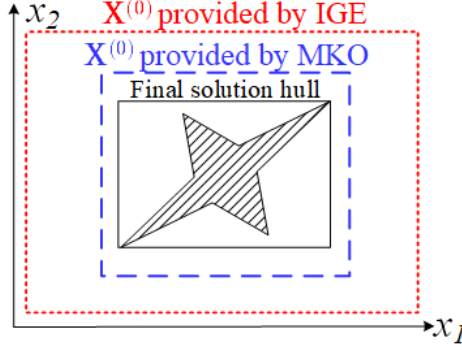 x₂
X⁽⁰⁾ provided by IGE
X⁽⁰⁾ provided by MKO
Final solution hull
x₁